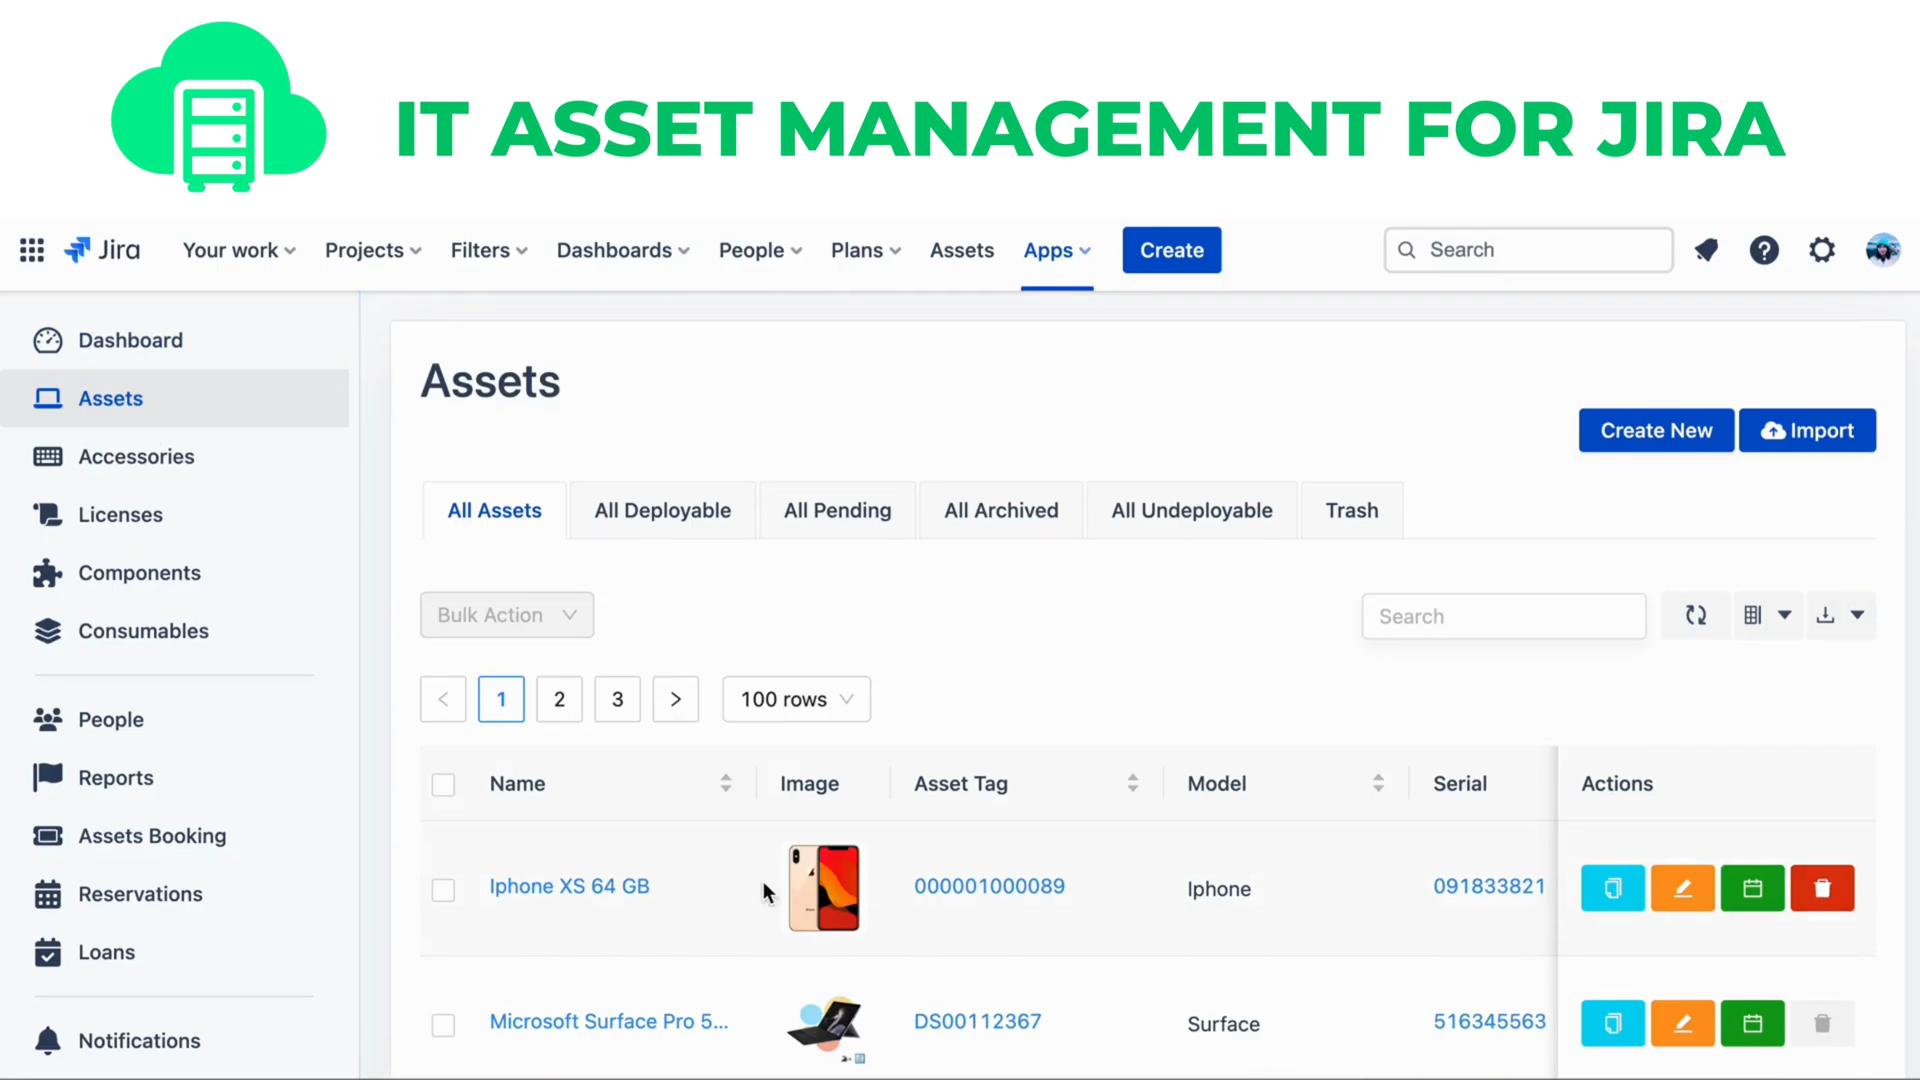 IT ASSET MANAGEMENT FOR JIRA
Jira Your work Projects Filters Dashboards People Plans Assets Apps Create Search
Dashboard
Assets
Accessories
Licenses
Components
Consumables
People
Reports
Assets Booking
Reservations
Loans
Notifications
Assets
Create New Import
All Assets All Deployable All Pending All Archived All Undeployable Trash
Bulk Action Search
< 1 2 3 > 100 rows
Name Image Asset Tag Model Serial Actions
Iphone XS 64 GB 000001000089 Iphone 091833821
Microsoft Surface Pro 5... DS00112367 Surface 516345563